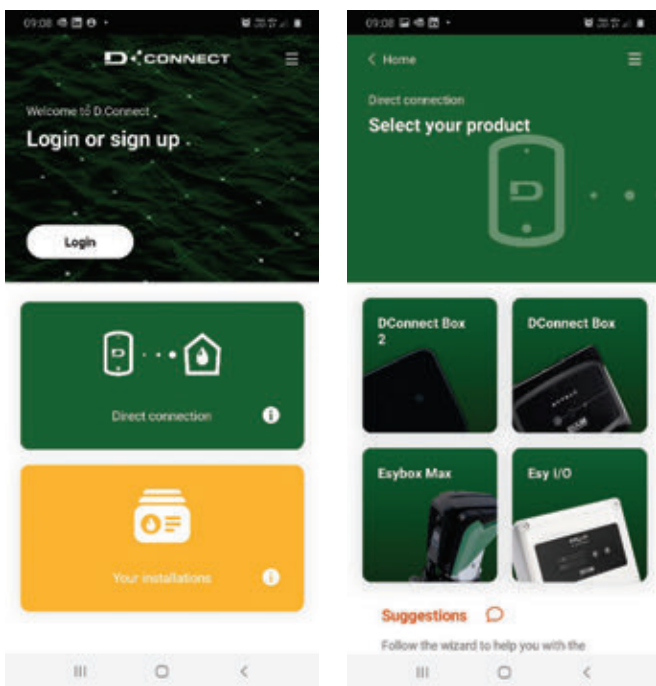 09:08
D CONNECT
Welcome to D.Connect
Login or sign up
Login
Direct connection
Your installations
09:08
Home
Direct connection
Select your product
DConnect Box
2
DConnect Box
Esybox Max
Esy I/O
Suggestions
Follow the wizard to help you with the